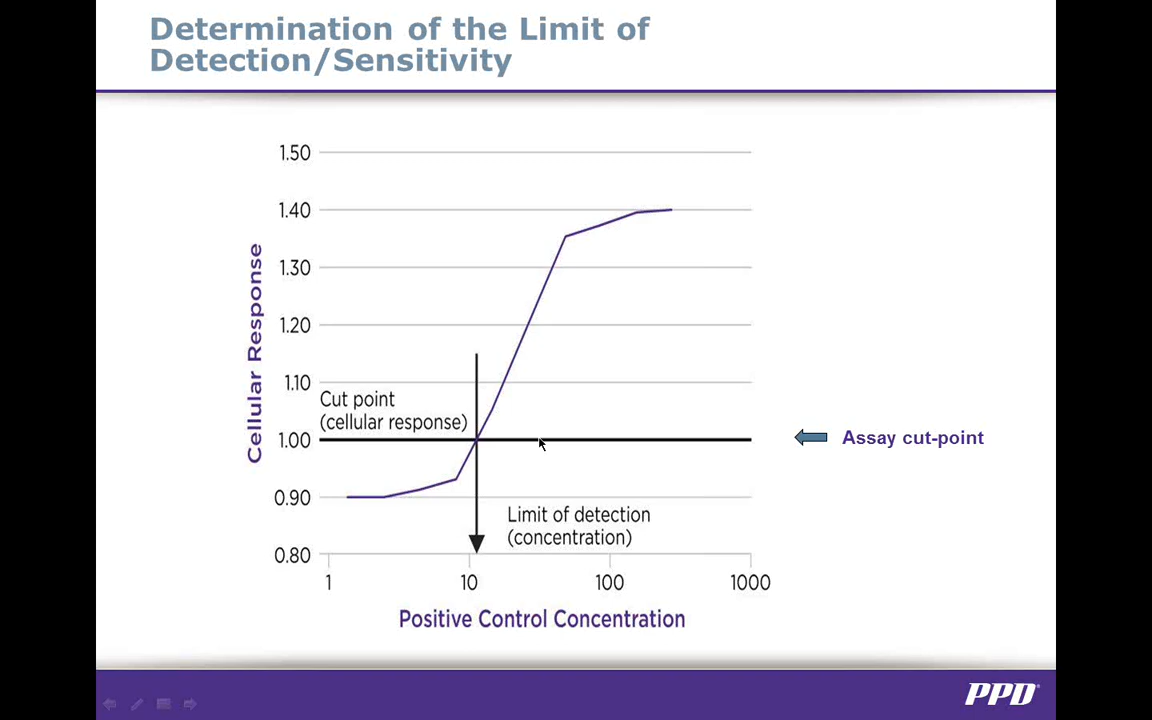 Determination of the Limit of
Detection/Sensitivity
1.50
1.40
1.30
1.20
1.10
1.00
0.90
0.80
Cellular Response
Cut point
(cellular response)
Assay cut-point
Limit of detection
(concentration)
1 10 100 1000
Positive Control Concentration
PPD®